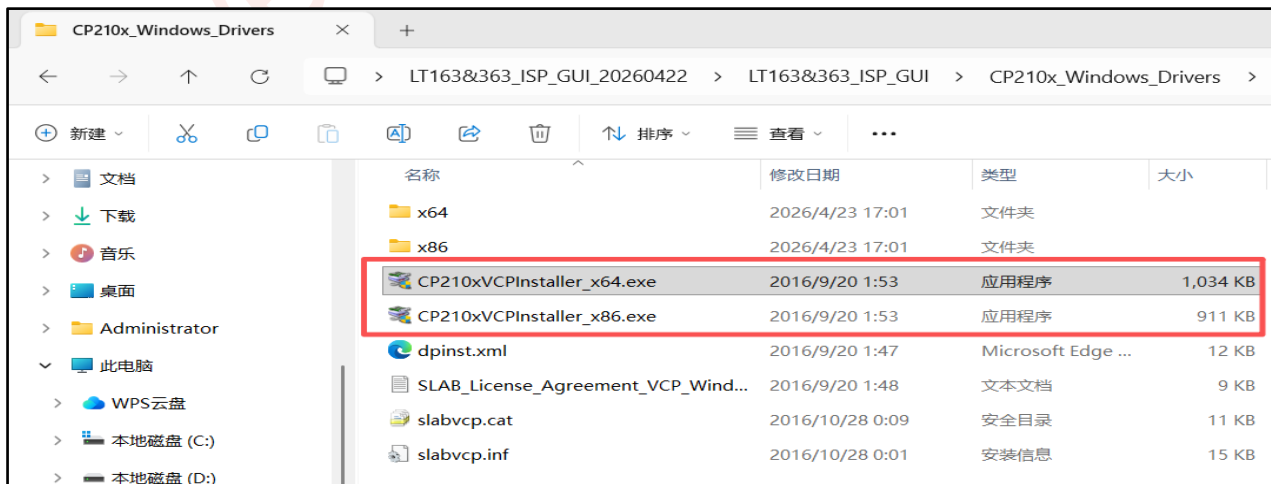 CP210x_Windows_Drivers
LT163&363_ISP_GUI_20260422 > LT163&363_ISP_GUI > CP210x_Windows_Drivers >
新建 排序 查看 ...
文档
下载
音乐
桌面
Administrator
此电脑
WPS云盘
本地磁盘 (C:)
本地磁盘 (D:)
名称 修改日期 类型 大小
x64 2026/4/23 17:01 文件夹
x86 2026/4/23 17:01 文件夹
CP210xVCPInstaller_x64.exe 2016/9/20 1:53 应用程序 1,034 KB
CP210xVCPInstaller_x86.exe 2016/9/20 1:53 应用程序 911 KB
dpinst.xml 2016/9/20 1:47 Microsoft Edge ... 12 KB
SLAB_License_Agreement_VCP_Wind... 2016/9/20 1:48 文本文档 9 KB
slabvcp.cat 2016/10/28 0:09 安全目录 11 KB
slabvcp.inf 2016/10/28 0:01 安装信息 15 KB